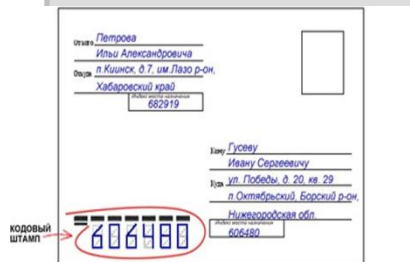 От кого Петрова
Ильи Александровича
Откуда п.Киинск, д.7, им.Лазо р-он,
Хабаровский край
Индекс места назначения
682919
Кому Гусеву
Ивану Сергеевичу
Куда ул. Победы, д. 20, кв. 29
п.Октябрьский, Борский р-он,
Нижегородская обл.
Индекс места назначения
606480
КОДОВЫЙ
ШТАМП
606480